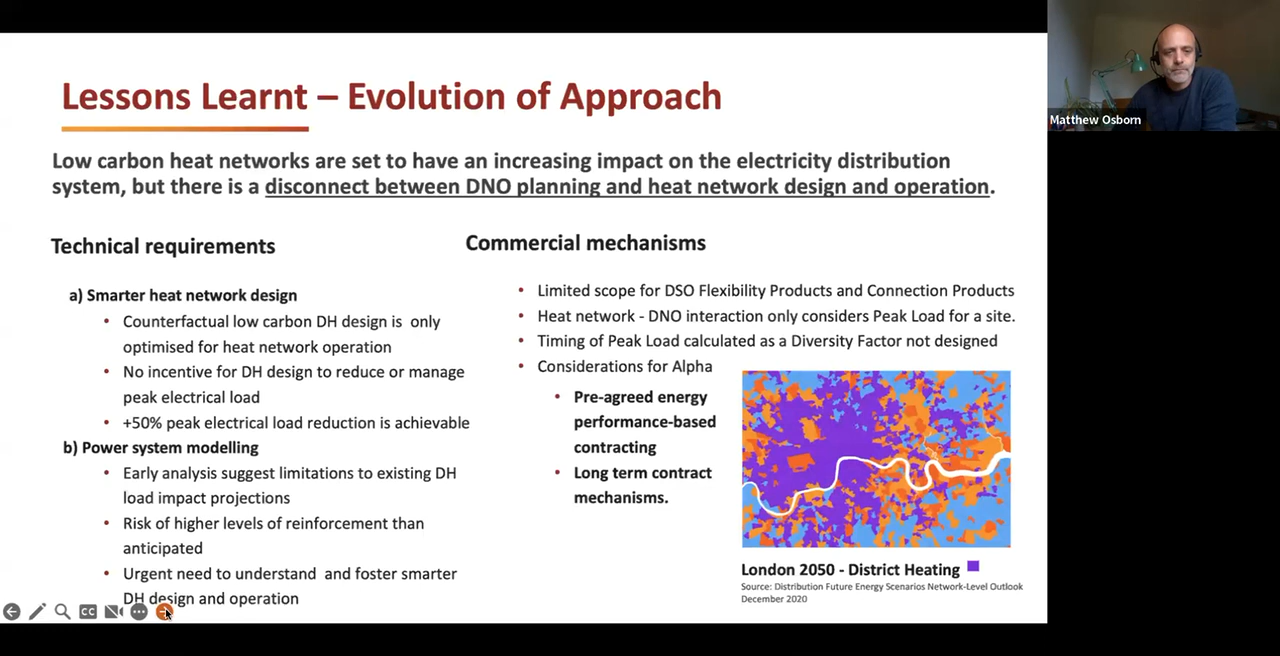 Lessons Learnt – Evolution of Approach
Low carbon heat networks are set to have an increasing impact on the electricity distribution
system, but there is a disconnect between DNO planning and heat network design and operation.
Technical requirements
a) Smarter heat network design
• Counterfactual low carbon DH design is only
optimised for heat network operation
• No incentive for DH design to reduce or manage
peak electrical load
• +50% peak electrical load reduction is achievable
b) Power system modelling
• Early analysis suggest limitations to existing DH
load impact projections
• Risk of higher levels of reinforcement than
anticipated
• Urgent need to understand and foster smarter
DH design and operation
Commercial mechanisms
• Limited scope for DSO Flexibility Products and Connection Products
• Heat network - DNO interaction only considers Peak Load for a site.
• Timing of Peak Load calculated as a Diversity Factor not designed
• Considerations for Alpha
• Pre-agreed energy
performance-based
contracting
• Long term contract
mechanisms.
London 2050 - District Heating
Source: Distribution Future Energy Scenarios Network-Level Outlook
December 2020
CC
Matthew Osborn